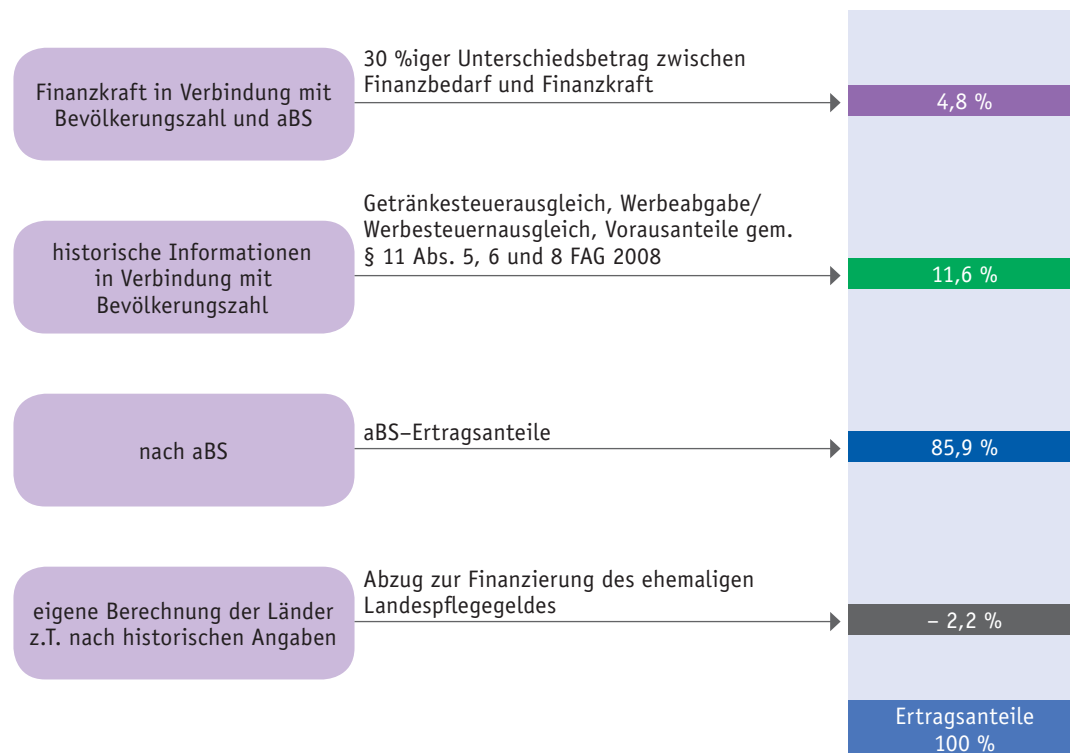 Finanzkraft in Verbindung mit
Bevölkerungszahl und aBS
30 %iger Unterschiedsbetrag zwischen
Finanzbedarf und Finanzkraft
4,8 %
historische Informationen
in Verbindung mit
Bevölkerungszahl
Getränkesteuerausgleich, Werbeabgabe/
Werbesteuernausgleich, Vorausanteile gem.
§ 11 Abs. 5, 6 und 8 FAG 2008
11,6 %
nach aBS
aBS–Ertragsanteile
85,9 %
eigene Berechnung der Länder
z.T. nach historischen Angaben
Abzug zur Finanzierung des ehemaligen
Landespflegegeldes
– 2,2 %
Ertragsanteile
100 %